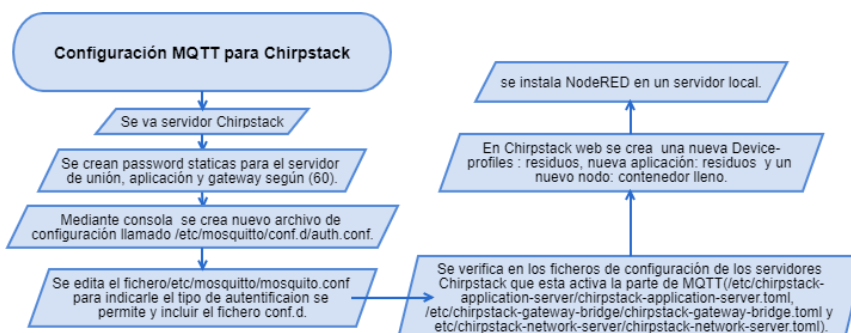 Configuración MQTT para Chirpstack
Se va servidor Chirpstack
Se crean password staticas para el servidor
de unión, aplicación y gateway según (60).
Mediante consola se crea nuevo archivo de
configuración llamado /etc/mosquitto/conf.d/auth.conf.
Se edita el fichero/etc/mosquitto/mosquito.conf
para indicarle el tipo de autentificaion se
permite y incluir el fichero conf.d.
Se verifica en los ficheros de configuración de los servidores
Chirpstack que esta activa la parte de MQTT(/etc/chirpstack-
application-server/chirpstack-application-server.toml,
/etc/chirpstack-gateway-bridge/chirpstack-gateway-bridge.toml y
etc/chirpstack-network-server/chirpstack-network-server.toml).
En Chirpstack web se crea una nueva Device-
profiles : residuos, nueva aplicación: residuos y un
nuevo nodo: contenedor lleno.
se instala NodeRED en un servidor local.